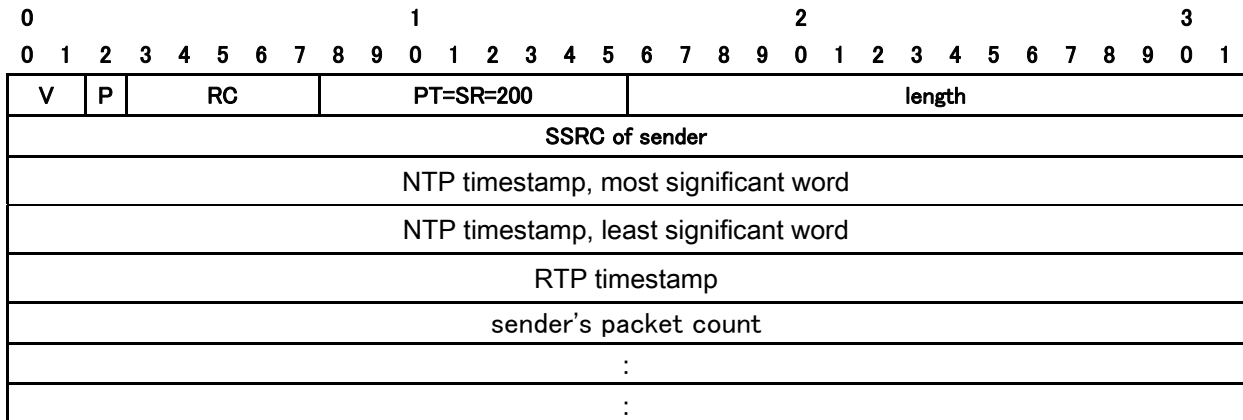 0 1 2 3
0 1 2 3 4 5 6 7 8 9 0 1 2 3 4 5 6 7 8 9 0 1 2 3 4 5 6 7 8 9 0 1
V P RC PT=SR=200 length
SSRC of sender
NTP timestamp, most significant word
NTP timestamp, least significant word
RTP timestamp
sender's packet count
:
: